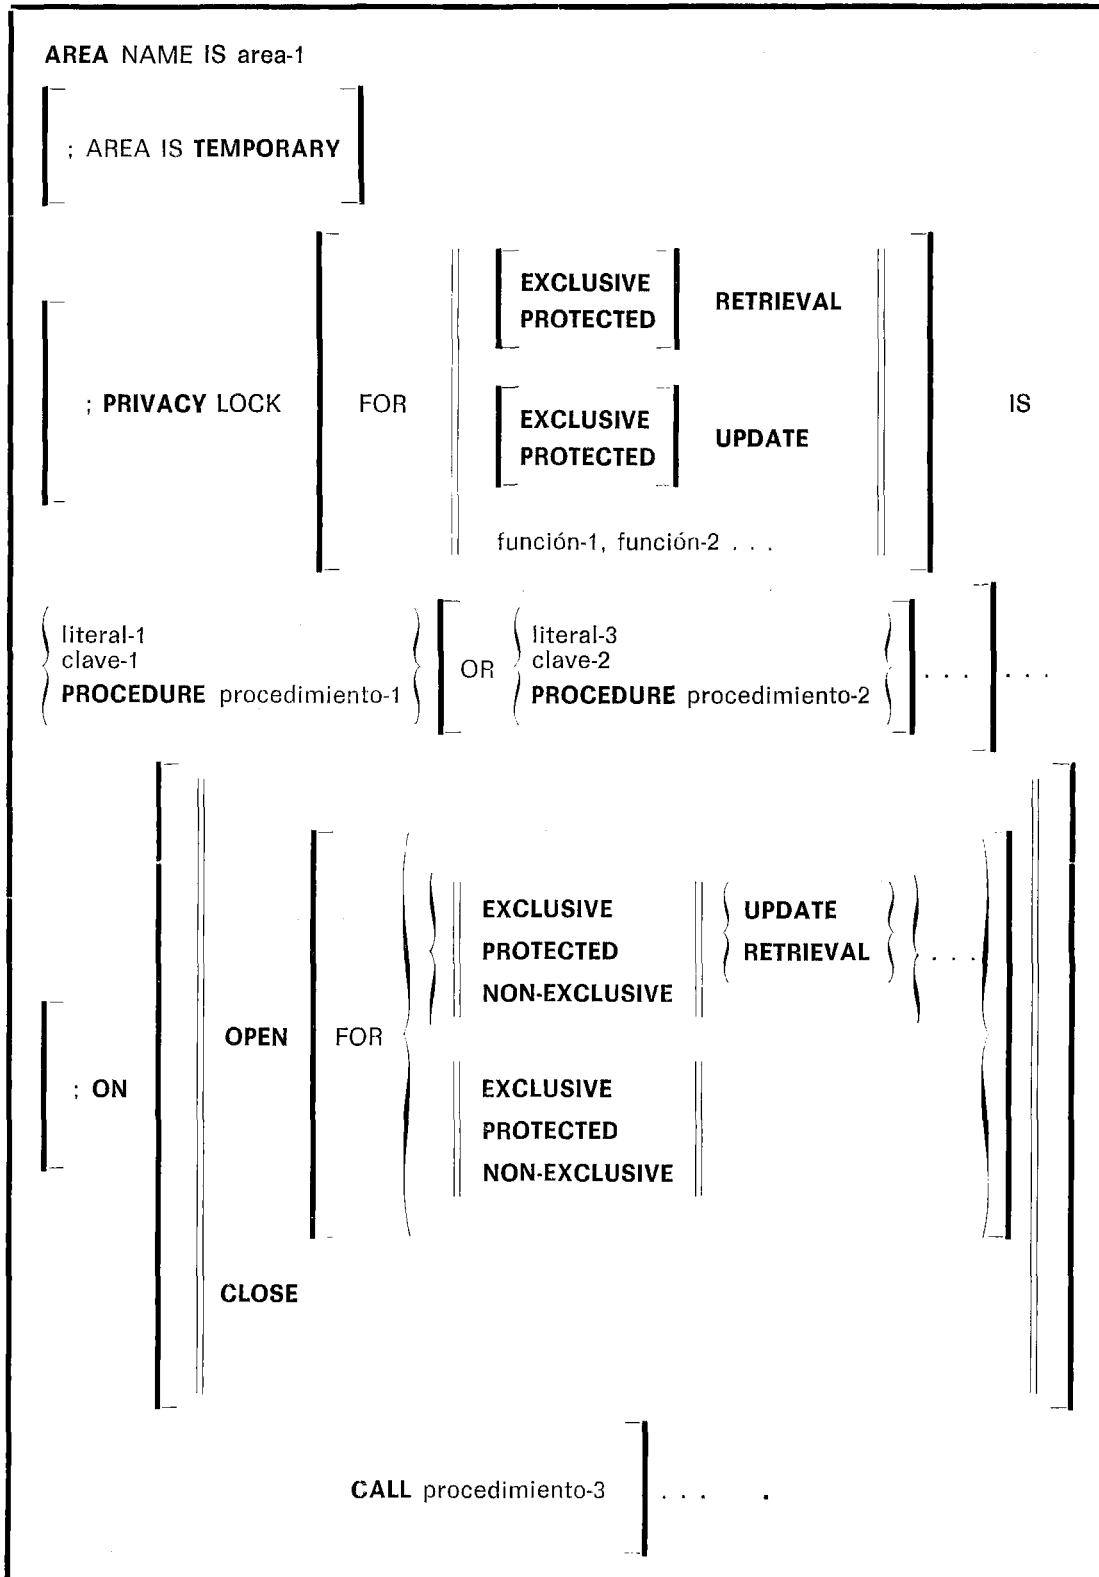 AREA NAME IS area-1
; AREA IS TEMPORARY
EXCLUSIVE
PROTECTED
RETRIEVAL
; PRIVACY LOCK FOR IS
EXCLUSIVE
PROTECTED
UPDATE
función-1, función-2 . . .
literal-1
clave-1
PROCEDURE procedimiento-1
OR
literal-3
clave-2
PROCEDURE procedimiento-2
. . . . . .
EXCLUSIVE UPDATE
PROTECTED RETRIEVAL . . .
NON-EXCLUSIVE
OPEN FOR
; ON
EXCLUSIVE
PROTECTED
NON-EXCLUSIVE
CLOSE
CALL procedimiento-3 . . . .